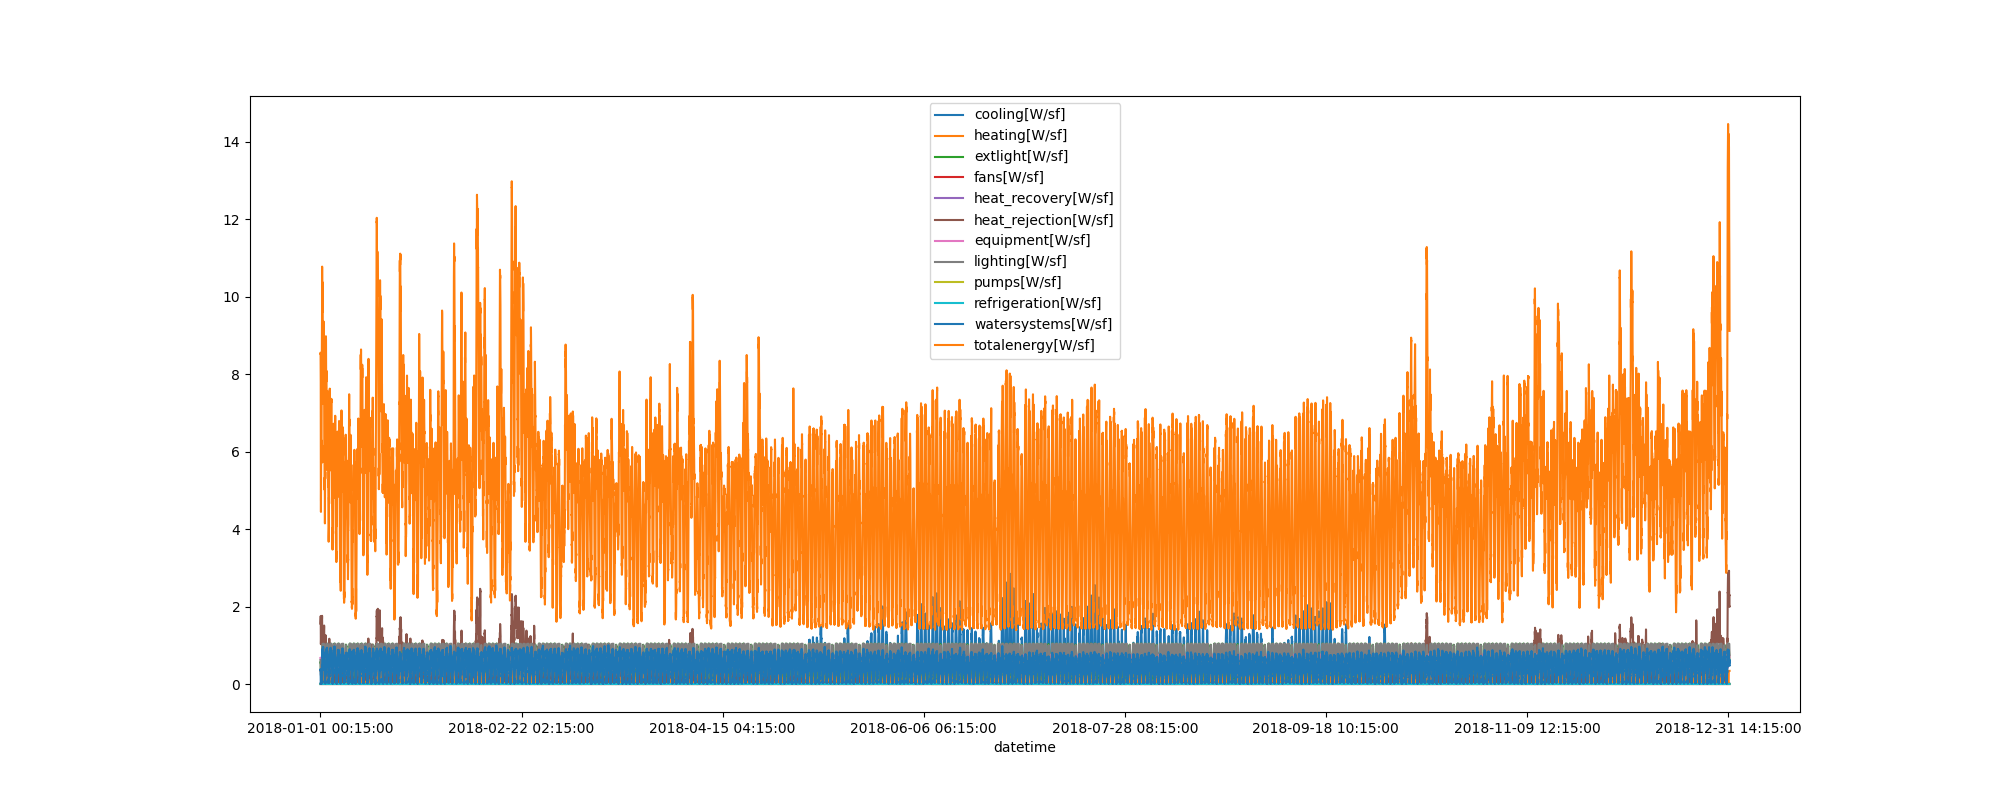 cooling[W/sf]
heating[W/sf]
extlight[W/sf]
fans[W/sf]
heat_recovery[W/sf]
heat_rejection[W/sf]
equipment[W/sf]
lighting[W/sf]
pumps[W/sf]
refrigeration[W/sf]
watersystems[W/sf]
totalenergy[W/sf]
14
12
10
8
6
4
2
0
2018-01-01 00:15:00 2018-02-22 02:15:00 2018-04-15 04:15:00 2018-06-06 06:15:00 2018-07-28 08:15:00 2018-09-18 10:15:00 2018-11-09 12:15:00 2018-12-31 14:15:00
datetime